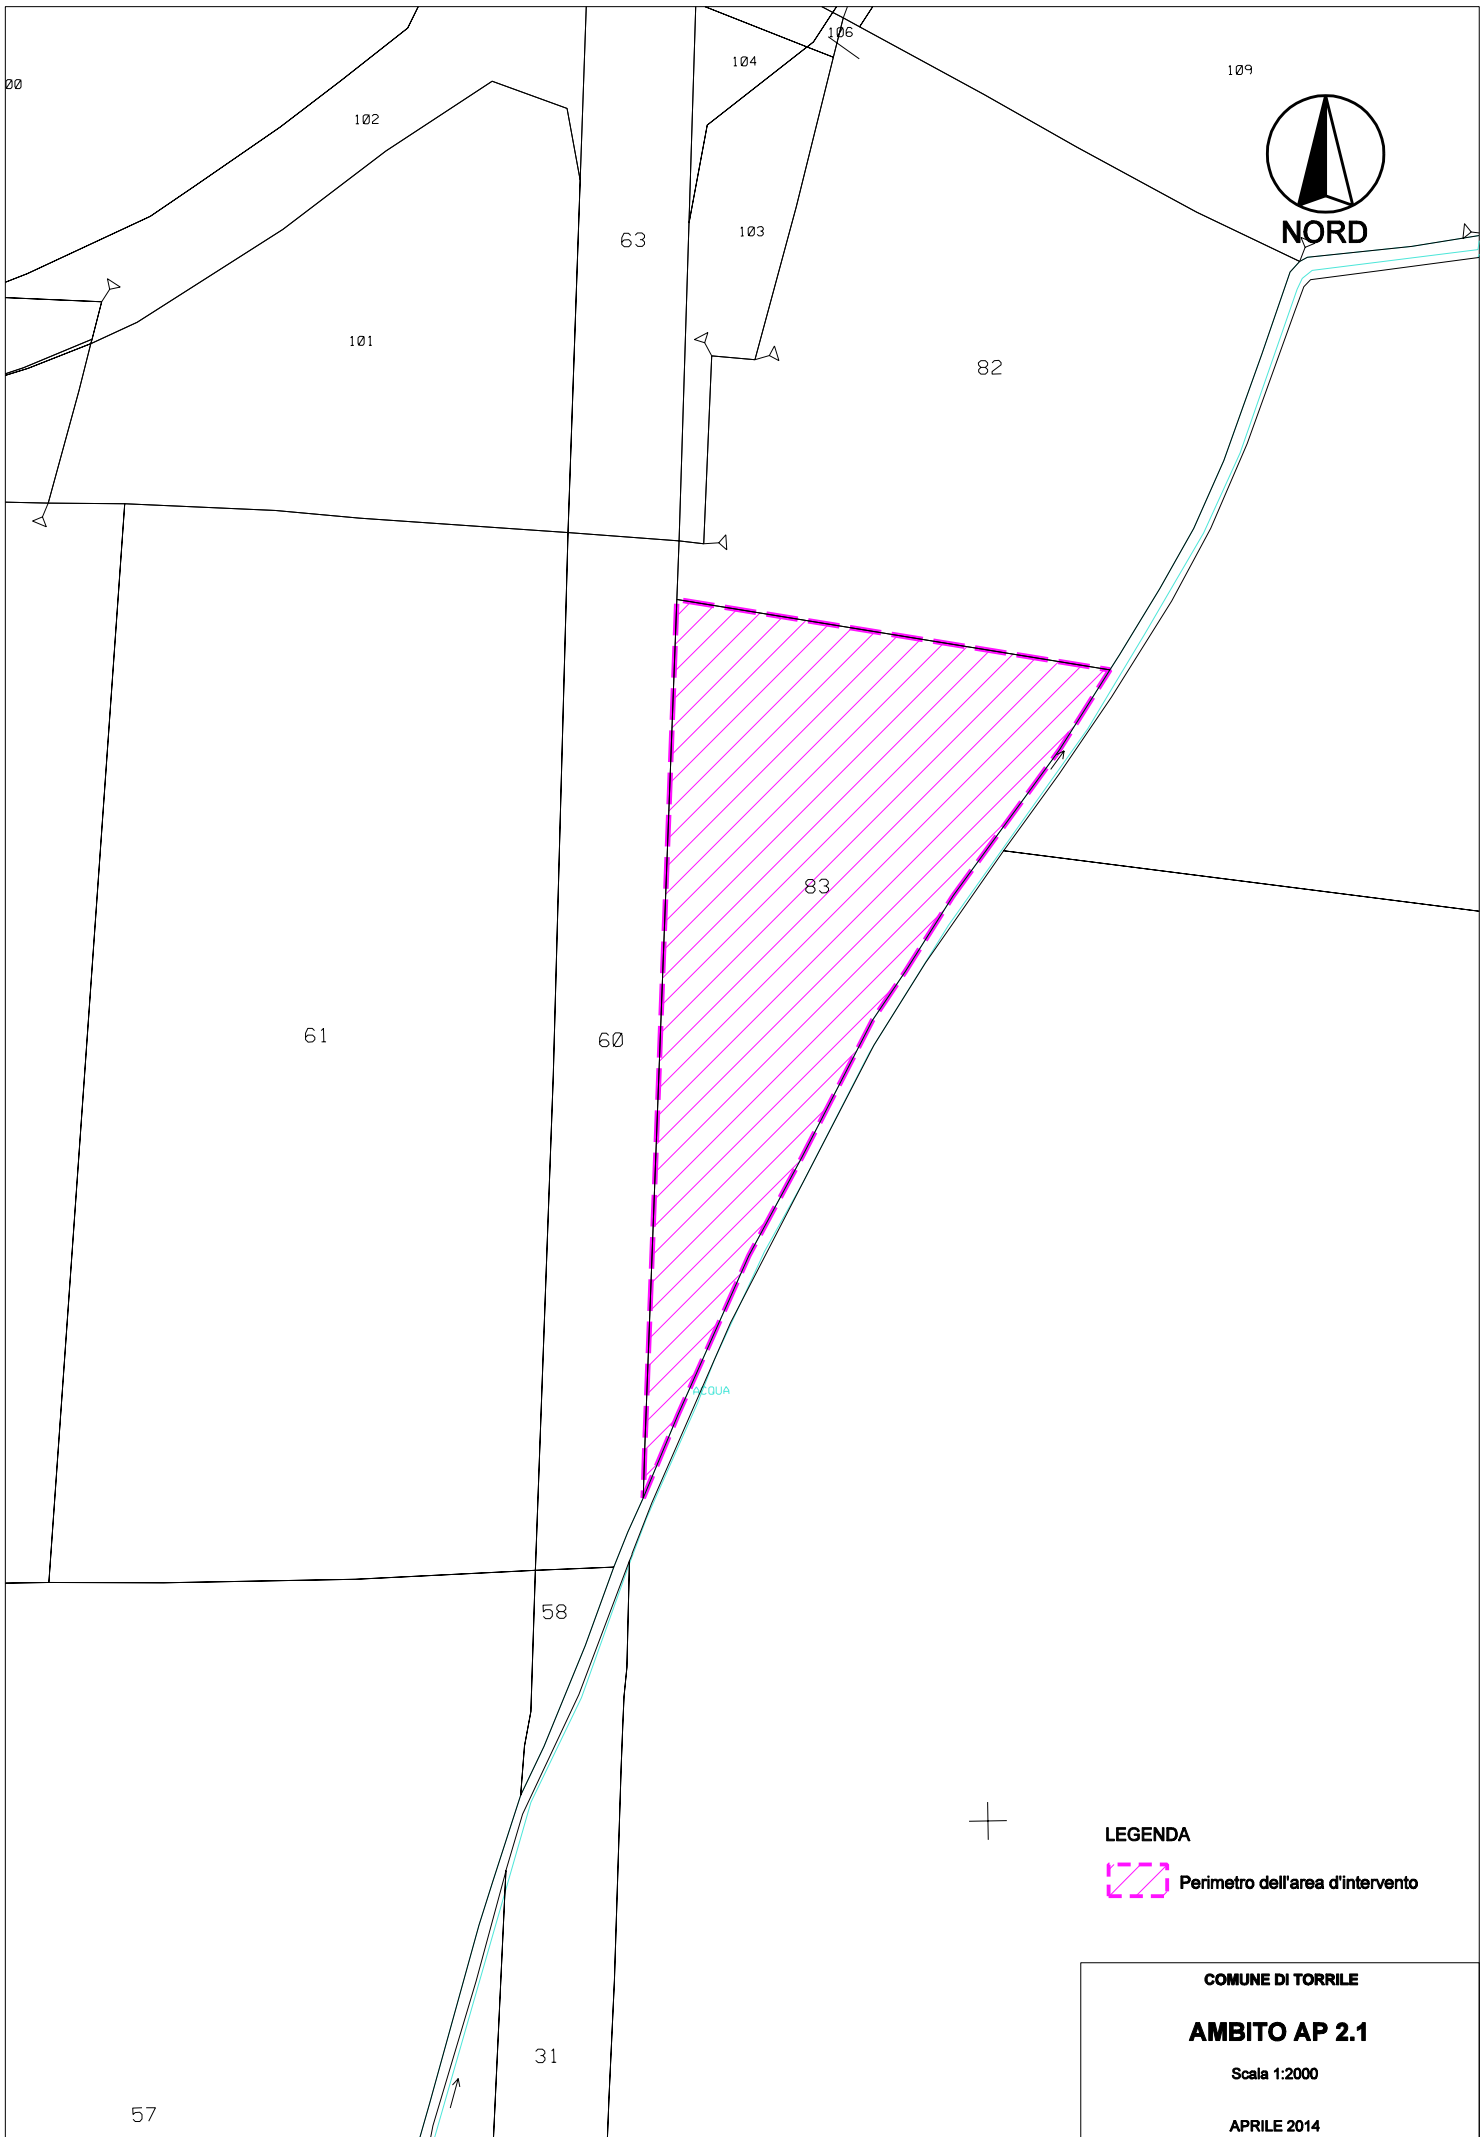 106
104
109
00
102
NORD
103
63
101
82
83
61
60
ACQUA
58
LEGENDA
Perimetro dell'area d'intervento
COMUNE DI TORRILE
AMBITO AP 2.1
31
Scala 1:2000
57
APRILE 2014